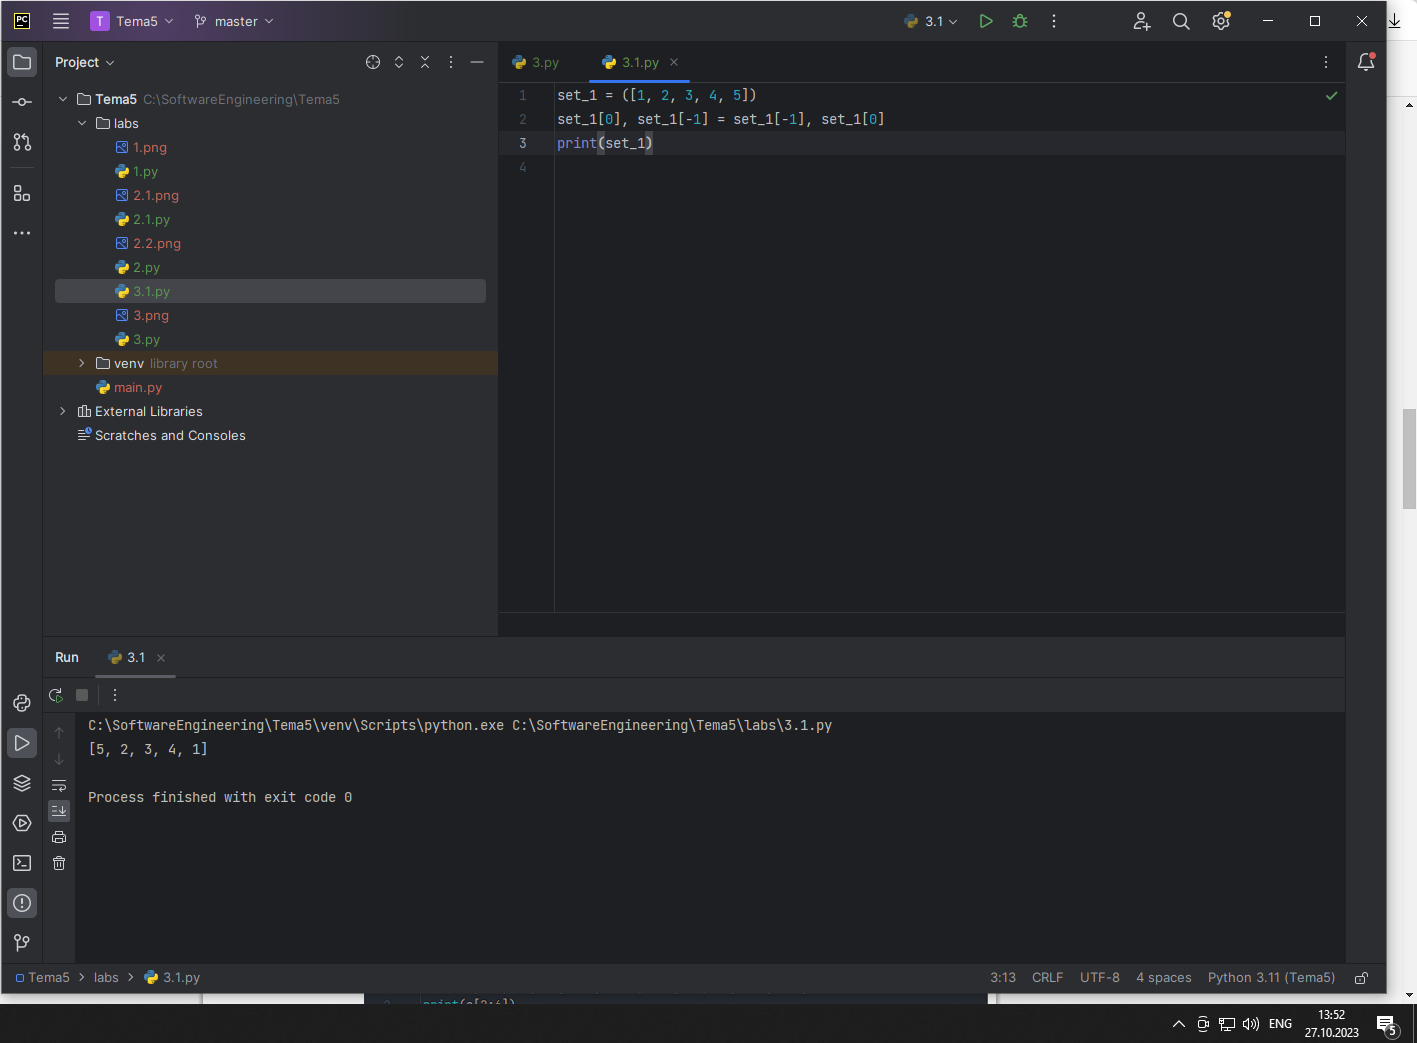 PC
T Tema5
master
3.1
Project
3.py
3.1.py
Tema5 C:\SoftwareEngineering\Tema5
labs
1.png
1.py
2.1.png
2.1.py
2.2.png
2.py
3.1.py
3.png
3.py
venv library root
main.py
External Libraries
Scratches and Consoles
1 set_1 = ([1, 2, 3, 4, 5])
2 set_1[0], set_1[-1] = set_1[-1], set_1[0]
3 print(set_1)
4
Run
3.1
C:\SoftwareEngineering\Tema5\venv\Scripts\python.exe C:\SoftwareEngineering\Tema5\labs\3.1.py
[5, 2, 3, 4, 1]
Process finished with exit code 0
Tema5 > labs > 3.1.py
3:13 CRLF UTF-8 4 spaces Python 3.11 (Tema5)
ENG
13:52
27.10.2023
5